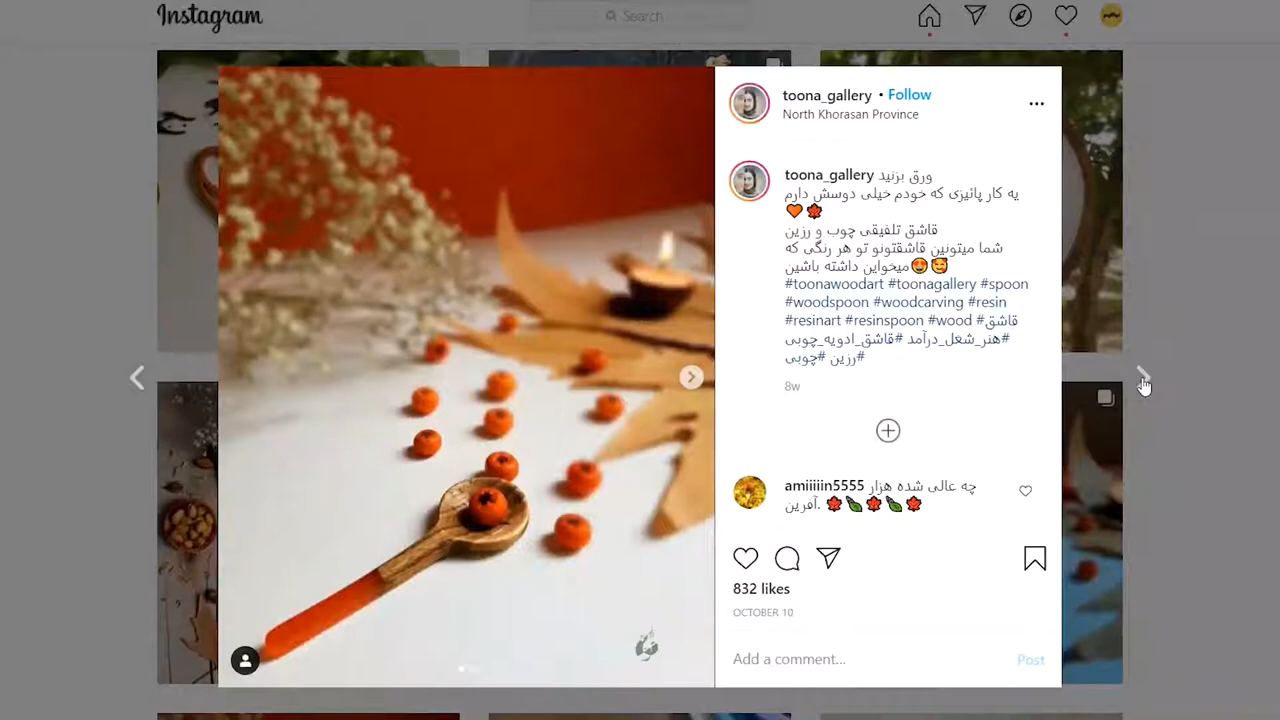 Instagram
Search
toona_gallery • Follow
North Khorasan Province
toona_gallery ورق بزنید
یه کار پائیزی که خودم خیلی دوسش دارم
🧡🍁
قاشق تلفیقی چوب و رزین
شما میتونین قاشقتونو تو هر رنگی که
میخواین داشته باشین😍🥰
#toonawoodart #toonagallery #spoon
#woodspoon #woodcarving #resin
#resinart #resinspoon #wood #قاشق
#هنر_شغل_درآمد #قاشق_ادویه_چوبی
#رزین #چوبی
8w
amiiiiin5555 چه عالی شده هزار
آفرین. 🍁🌿🍁🌿🍁
832 likes
OCTOBER 10
Add a comment...
Post